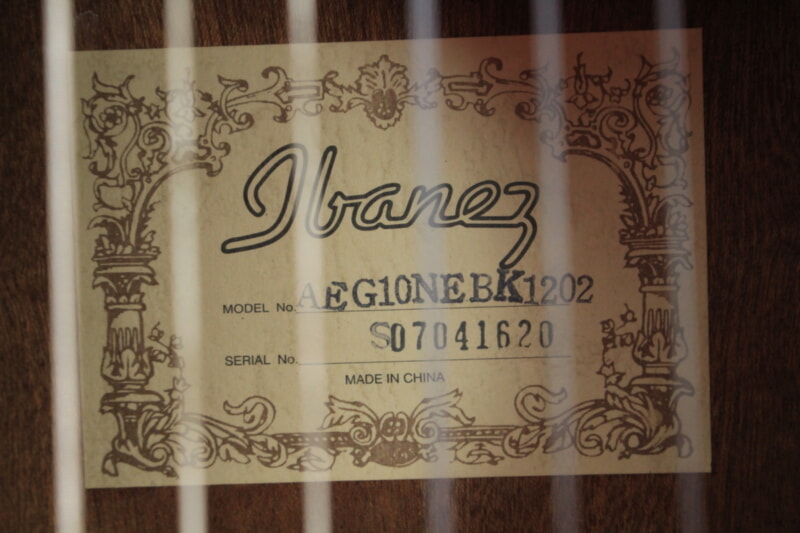 Ibanez
MODEL No. AEG10NEBK1202
SERIAL No. S07041620
MADE IN CHINA